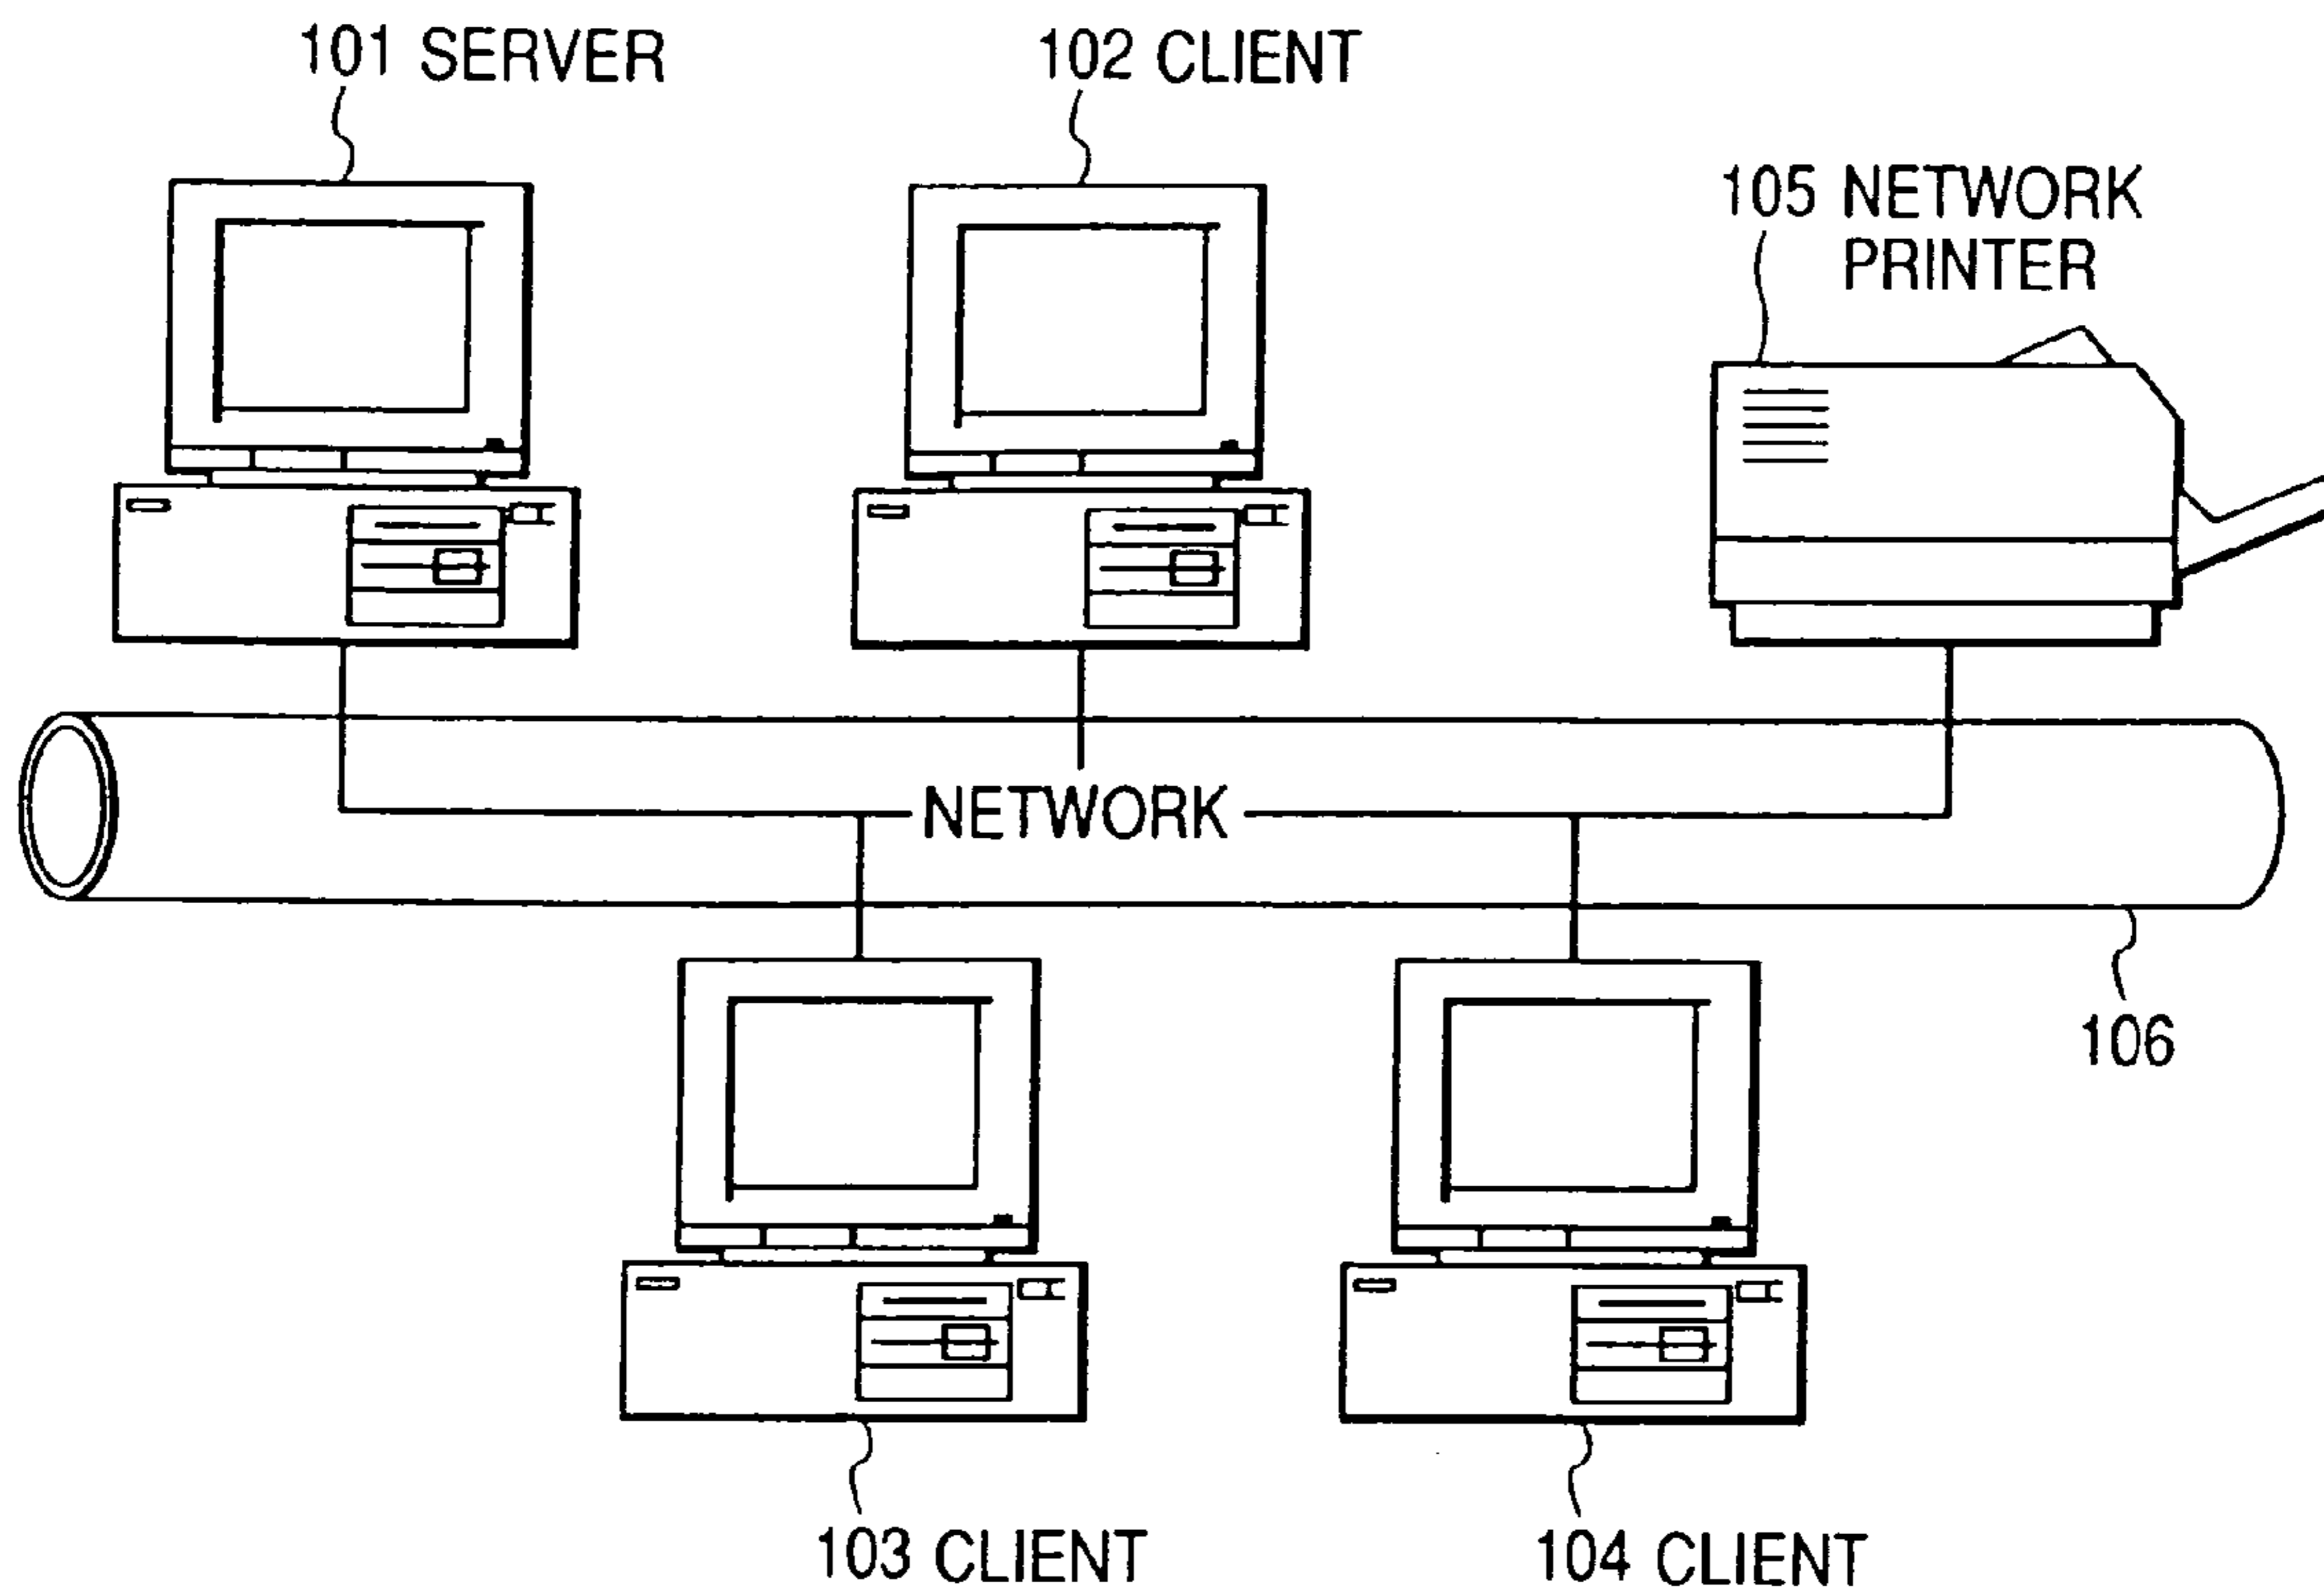 101 SERVER
102 CLIENT
105 NETWORK
PRINTER
NETWORK
106
103 CLIENT
104 CLIENT